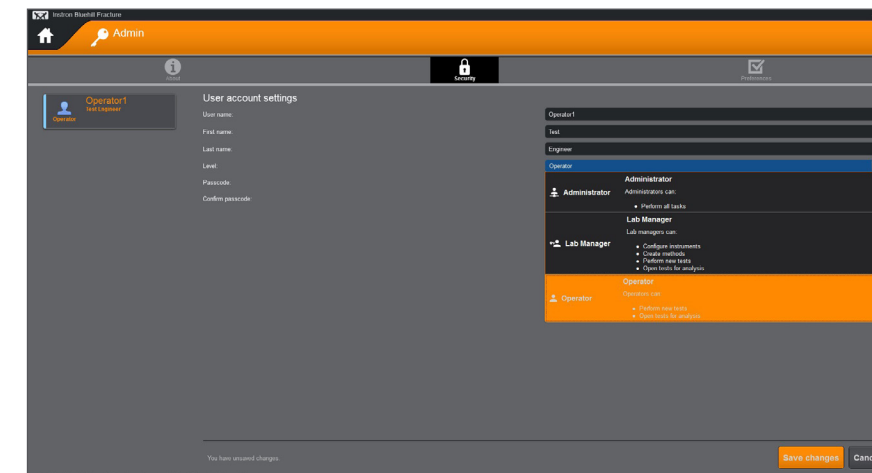 Instron Bluehill Fracture
Admin
About
Security
Preferences
Operator1
Test Engineer
Operator
User account settings
User name:
Operator1
First name:
Test
Last name:
Engineer
Level:
Operator
Passcode:
Confirm passcode:
Administrator
Administrator
Administrators can:
• Perform all tasks
Lab Manager
Lab Manager
Lab managers can:
• Configure instruments
• Create methods
• Perform new tests
• Open tests for analysis
Operator
Operator
Operators can:
• Perform new tests
• Open tests for analysis
You have unsaved changes.
Save changes
Canc